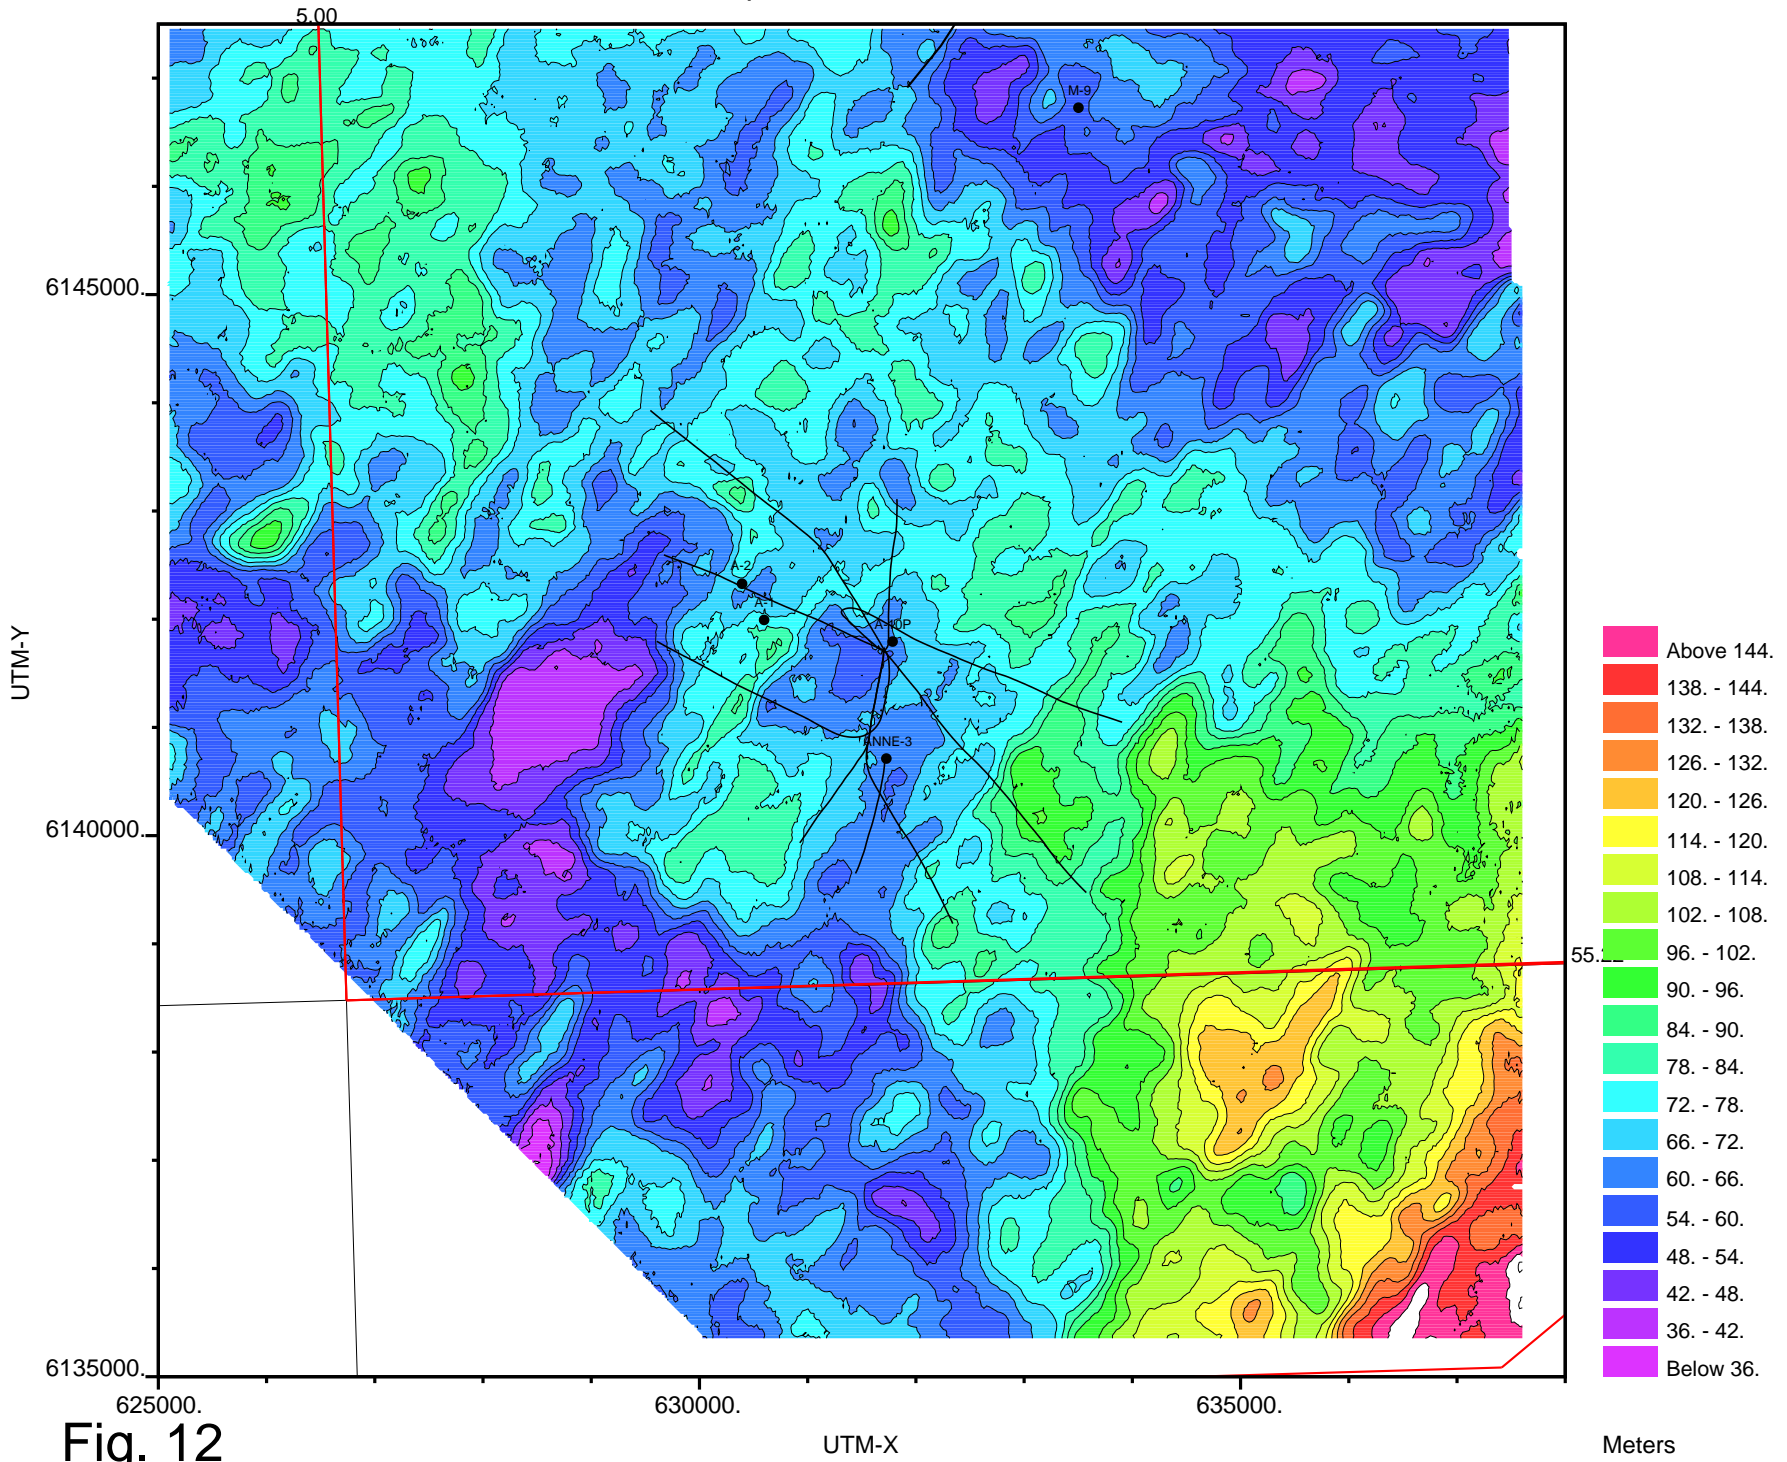 5.00
M-9
6145000.
A-2
A-1
A-10P
UTM-Y
ANNE-3
6140000.
6135000.
625000.
630000.
635000.
UTM-X
Fig. 12
Above 144.
138. - 144.
132. - 138.
126. - 132.
120. - 126.
114. - 120.
108. - 114.
102. - 108.
96. - 102.
90. - 96.
84. - 90.
78. - 84.
72. - 78.
66. - 72.
60. - 66.
54. - 60.
48. - 54.
42. - 48.
36. - 42.
Below 36.
Meters